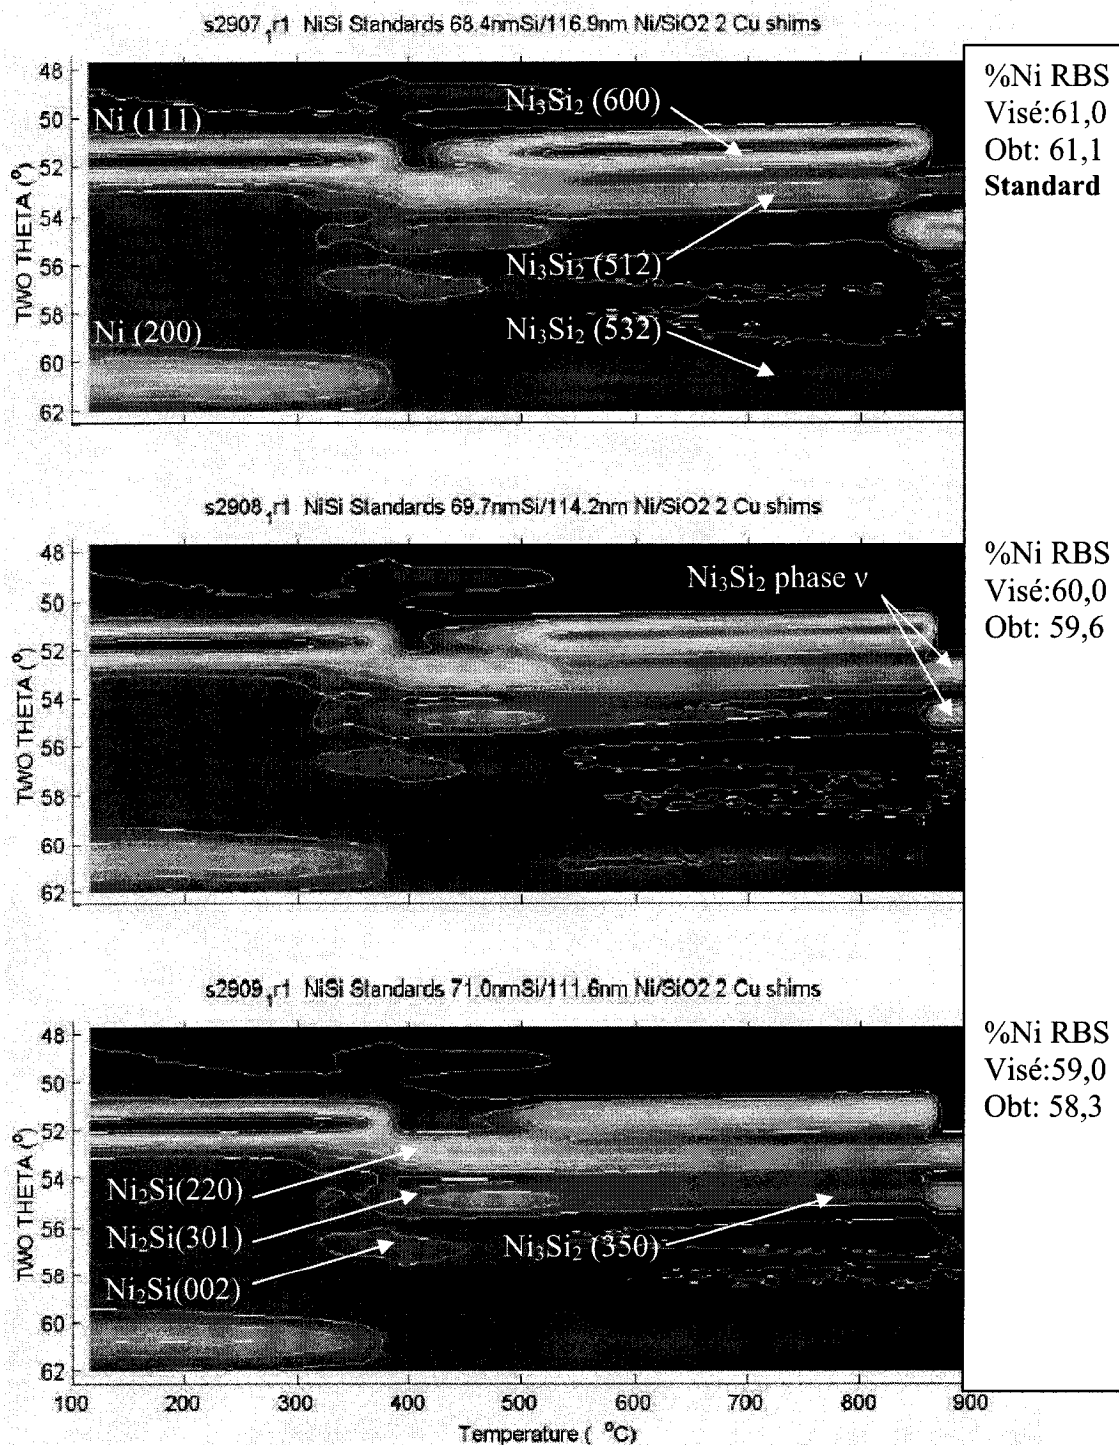 s2907_1r1 NiSi Standards 68.4nmSi/116.9nm Ni/SiO2 2 Cu shims
48
50
52
54
56
58
60
62
TWO THETA (°)
Ni (111)
Ni (200)
Ni₃Si₂ (600)
Ni₃Si₂ (512)
Ni₃Si₂ (532)
%Ni RBS
Visé:61,0
Obt: 61,1
Standard
s2908_1r1 NiSi Standards 69.7nmSi/114.2nm Ni/SiO2 2 Cu shims
48
50
52
54
56
58
60
62
TWO THETA (°)
Ni₃Si₂ phase ν
%Ni RBS
Visé:60,0
Obt: 59,6
s2909_1r1 NiSi Standards 71.0nmSi/111.6nm Ni/SiO2 2 Cu shims
48
50
52
54
56
58
60
62
TWO THETA (°)
Ni₂Si(220)
Ni₂Si(301)
Ni₂Si(002)
Ni₃Si₂ (350)
%Ni RBS
Visé:59,0
Obt: 58,3
100 200 300 400 500 600 700 800 900
Temperature ( °C)